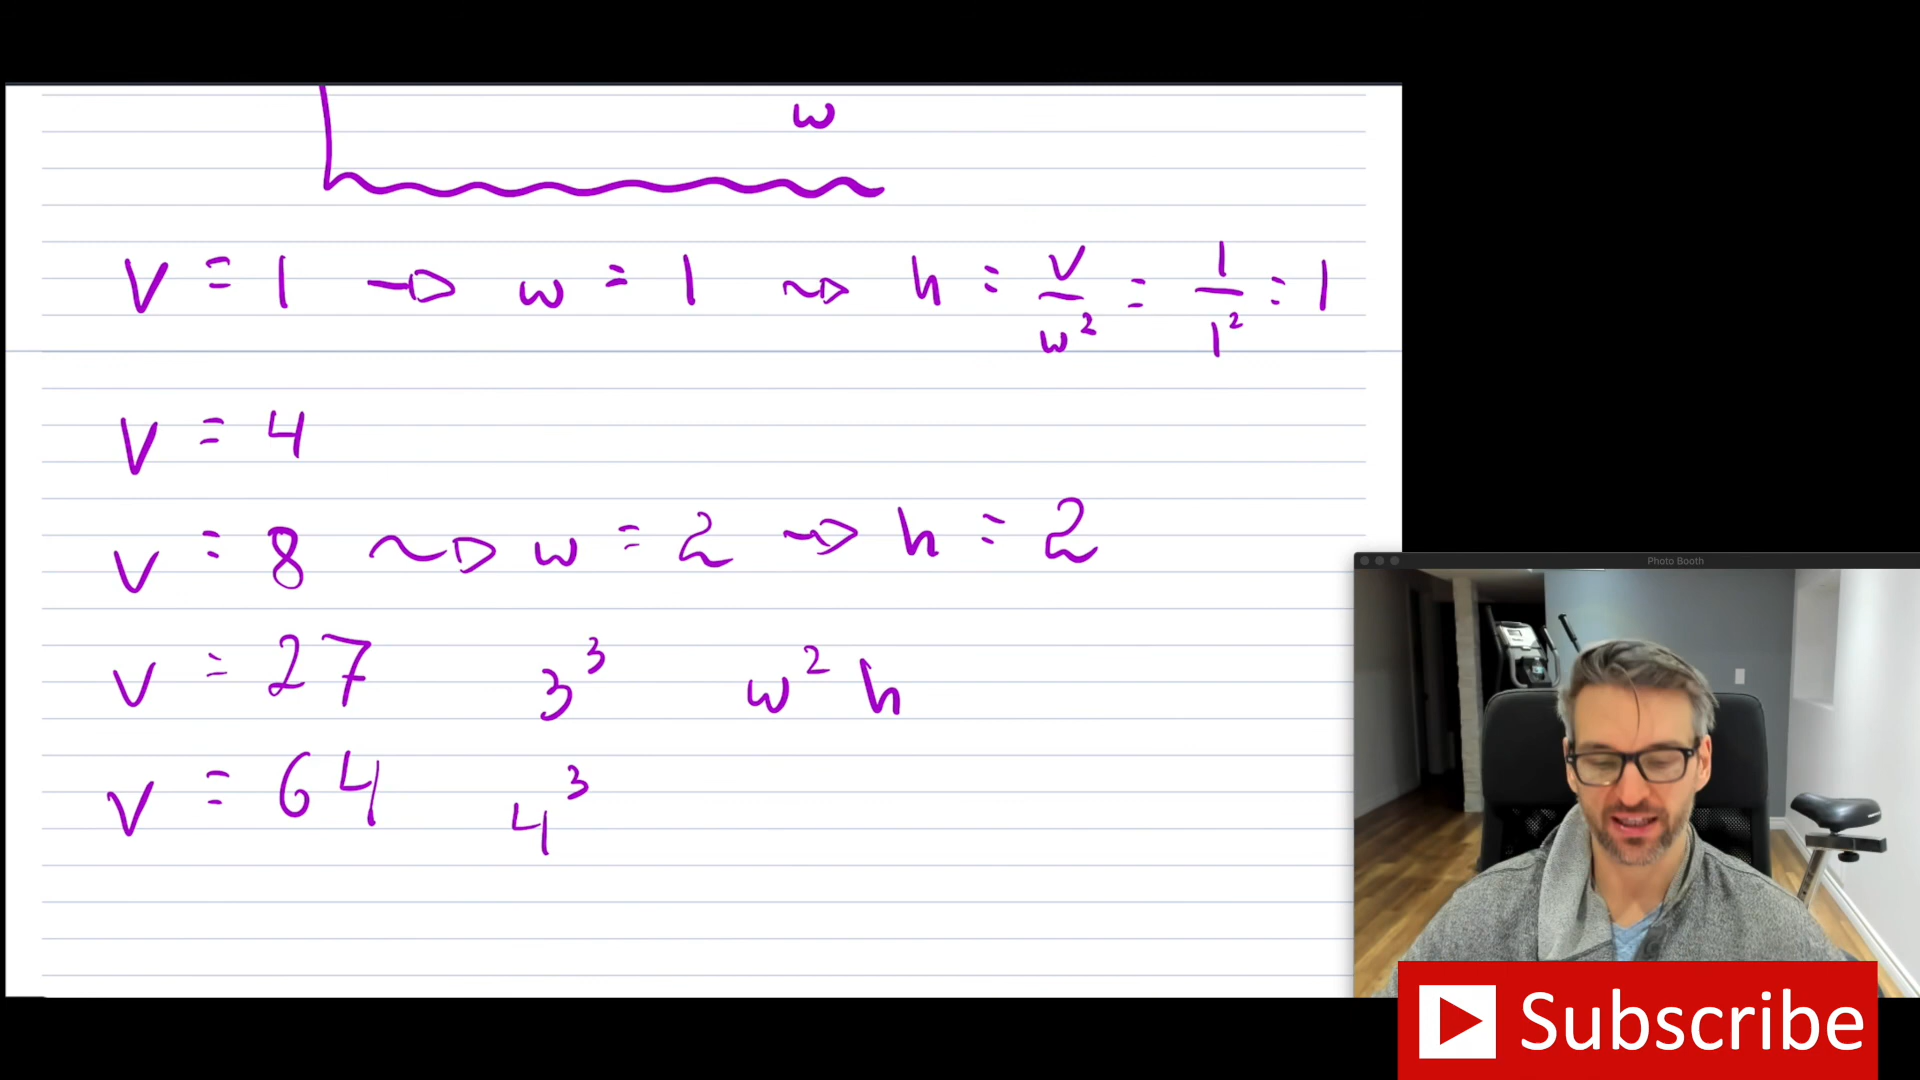 w
V = 1 → w = 1 ⇝ h = V/w² = 1/1² = 1
V = 4
V = 8 ⇝ w = 2 → h = 2
V = 27 3³ w² h
V = 64 4³
Photo Booth
Subscribe